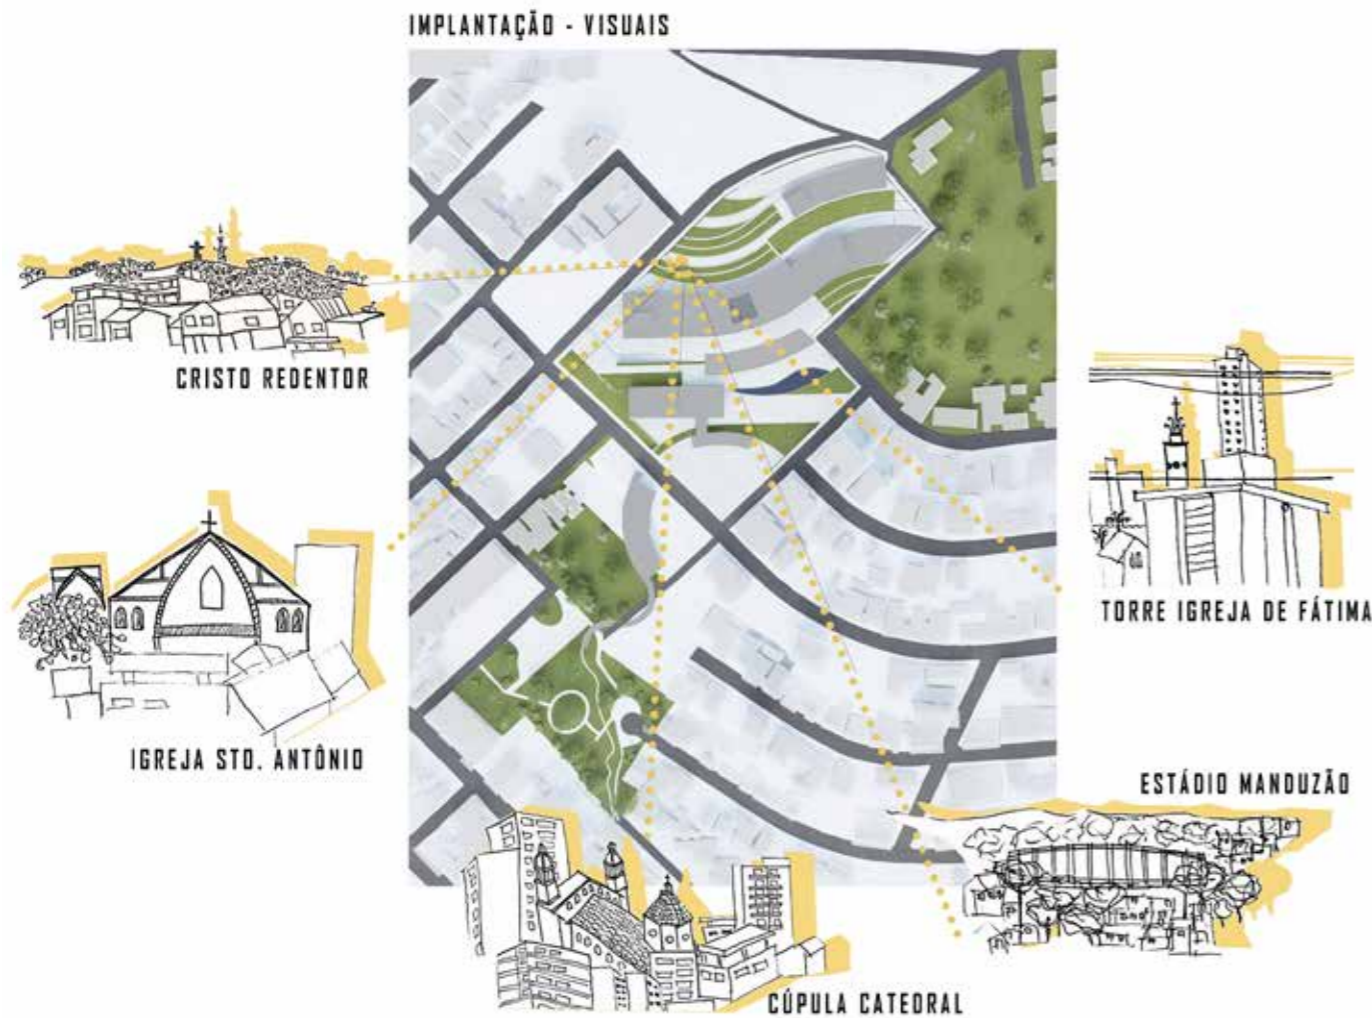 IMPLANTAÇÃO - VISUAIS
CRISTO REDENTOR
TORRE IGREJA DE FÁTIMA
IGREJA STO. ANTÔNIO
ESTÁDIO MANDUZÃO
CÚPULA CATEDRAL